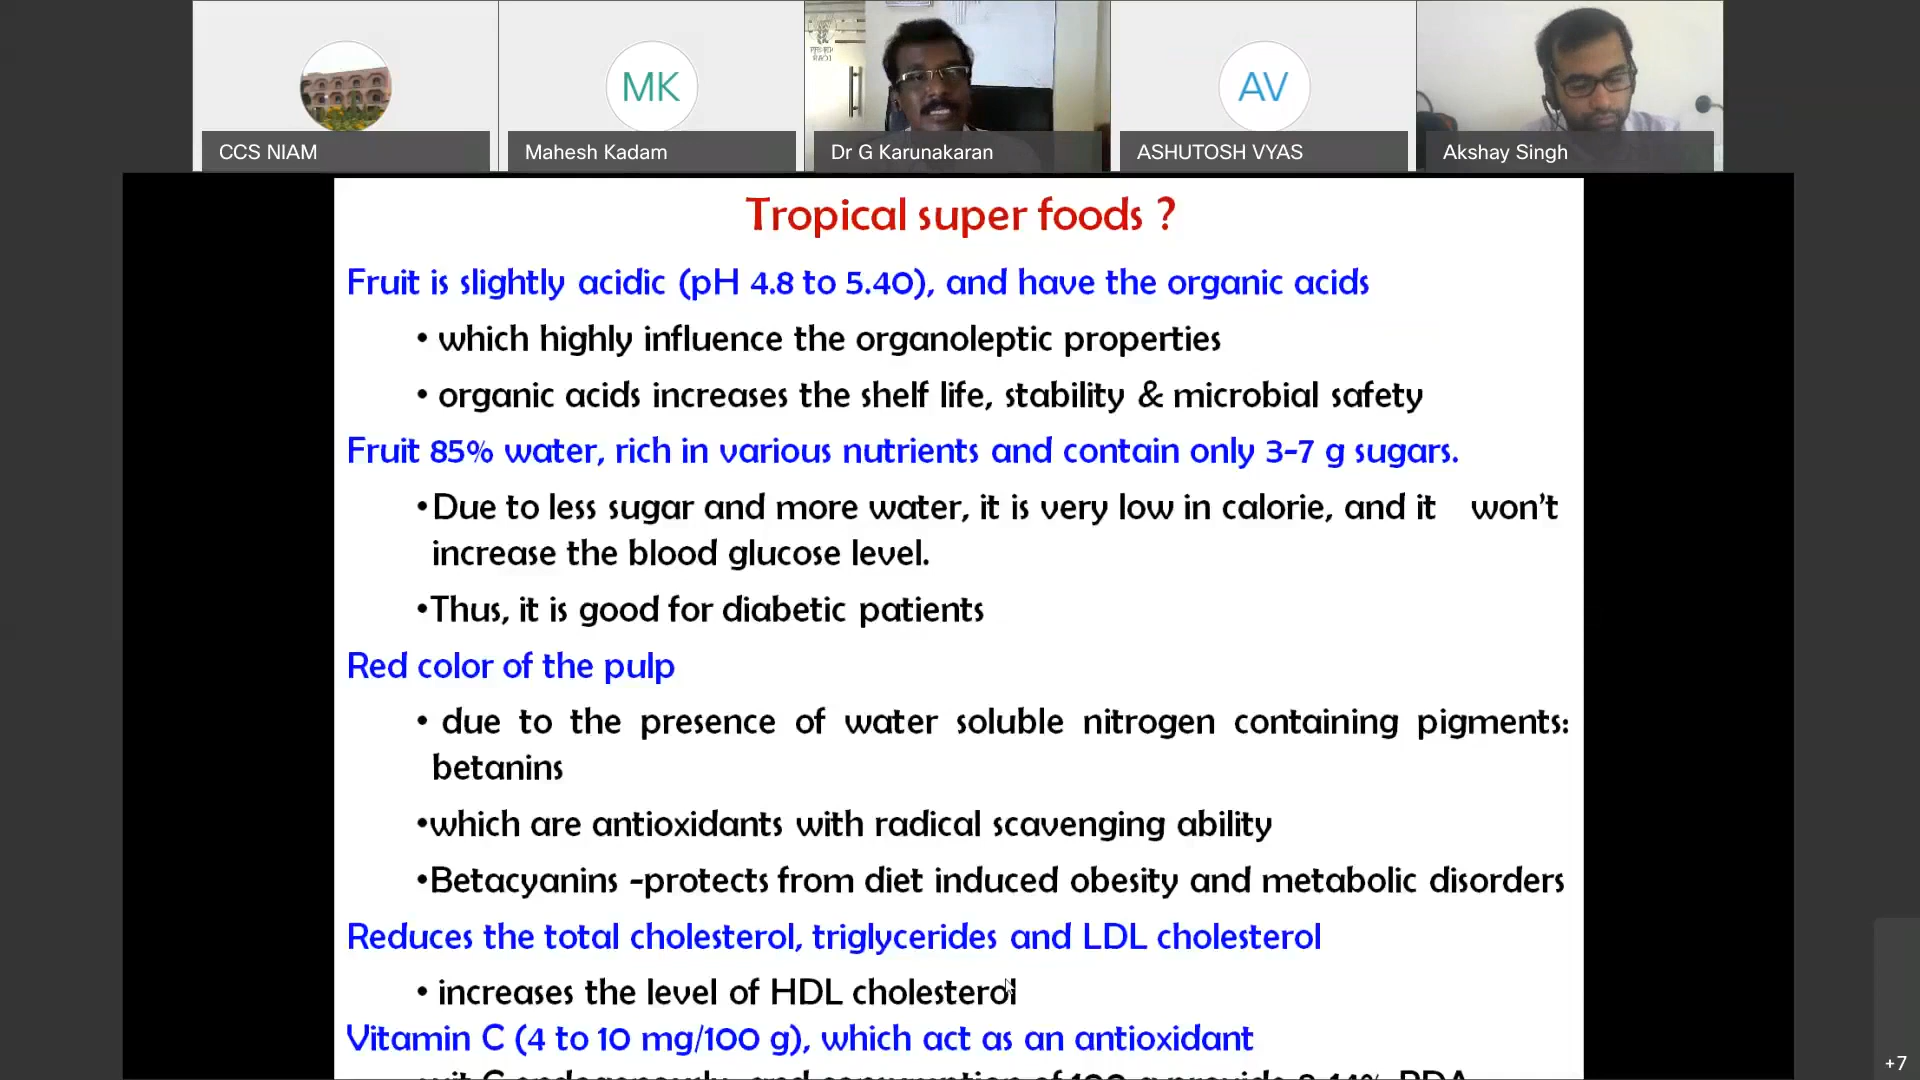 MK
AV
CCS NIAM
Mahesh Kadam
Dr G Karunakaran
ASHUTOSH VYAS
Akshay Singh
Tropical super foods ?
Fruit is slightly acidic (pH 4.8 to 5.40), and have the organic acids
• which highly influence the organoleptic properties
• organic acids increases the shelf life, stability & microbial safety
Fruit 85% water, rich in various nutrients and contain only 3-7 g sugars.
•Due to less sugar and more water, it is very low in calorie, and it won't
increase the blood glucose level.
•Thus, it is good for diabetic patients
Red color of the pulp
• due to the presence of water soluble nitrogen containing pigments:
betanins
•which are antioxidants with radical scavenging ability
•Betacyanins -protects from diet induced obesity and metabolic disorders
Reduces the total cholesterol, triglycerides and LDL cholesterol
• increases the level of HDL cholesterol
Vitamin C (4 to 10 mg/100 g), which act as an antioxidant
+7